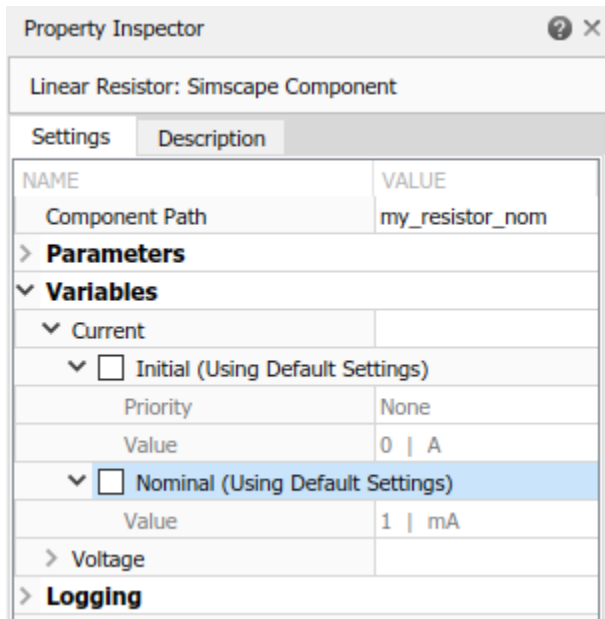 Property Inspector
Linear Resistor: Simscape Component
Settings Description
NAME VALUE
Component Path my_resistor_nom
Parameters
Variables
Current
Initial (Using Default Settings)
Priority None
Value 0 | A
Nominal (Using Default Settings)
Value 1 | mA
Voltage
Logging